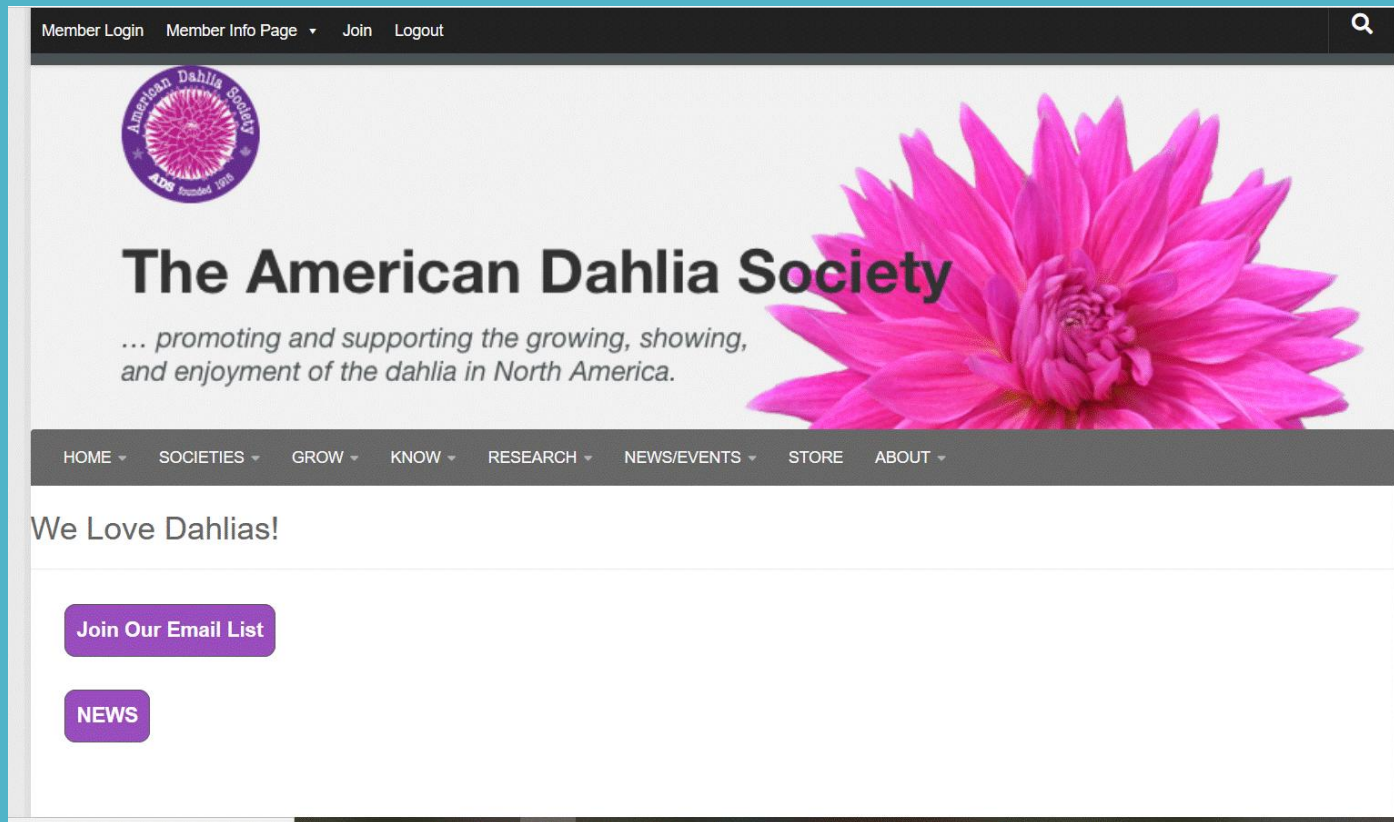 Member Login Member Info Page Join Logout
American Dahlia Society
ADS founded 1915
The American Dahlia Society
... promoting and supporting the growing, showing,
and enjoyment of the dahlia in North America.
HOME SOCIETIES GROW KNOW RESEARCH NEWS/EVENTS STORE ABOUT
We Love Dahlias!
Join Our Email List
NEWS